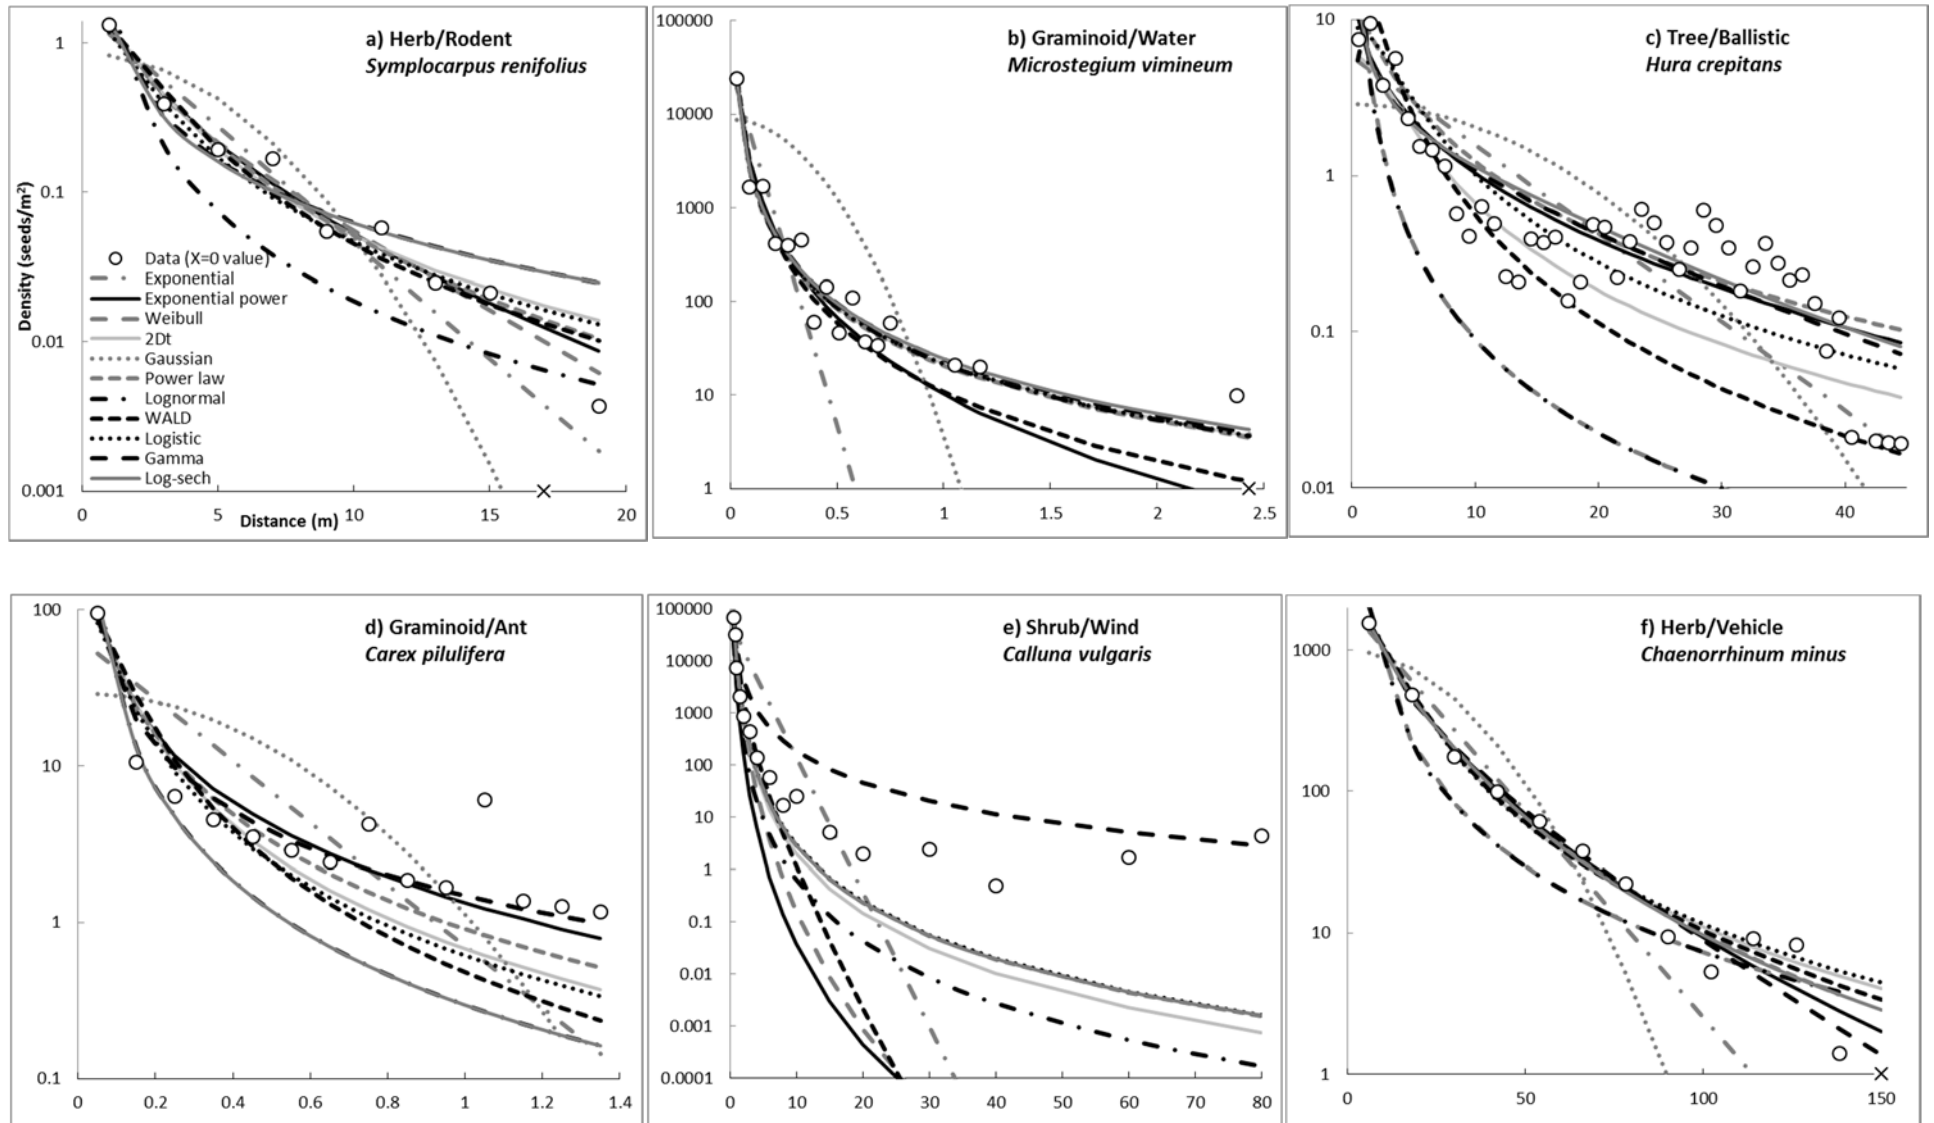 a) Herb/Rodent
Symplocarpus renifolius
Density (seeds/m²)
1
0.1
0.01
0.001
Data (X=0 value)
Exponential
Exponential power
Weibull
2Dt
Gaussian
Power law
Lognormal
WALD
Logistic
Gamma
Log-sech
0 5 10 15 20
Distance (m)
b) Graminoid/Water
Microstegium vimineum
100000
10000
1000
100
10
1
0 0.5 1 1.5 2 2.5
c) Tree/Ballistic
Hura crepitans
10
1
0.1
0.01
0 10 20 30 40
d) Graminoid/Ant
Carex pilulifera
100
10
1
0.1
0 0.2 0.4 0.6 0.8 1 1.2 1.4
e) Shrub/Wind
Calluna vulgaris
100000
10000
1000
100
10
1
0.1
0.01
0.001
0.0001
0 10 20 30 40 50 60 70 80
f) Herb/Vehicle
Chaenorrhinum minus
1000
100
10
1
0 50 100 150